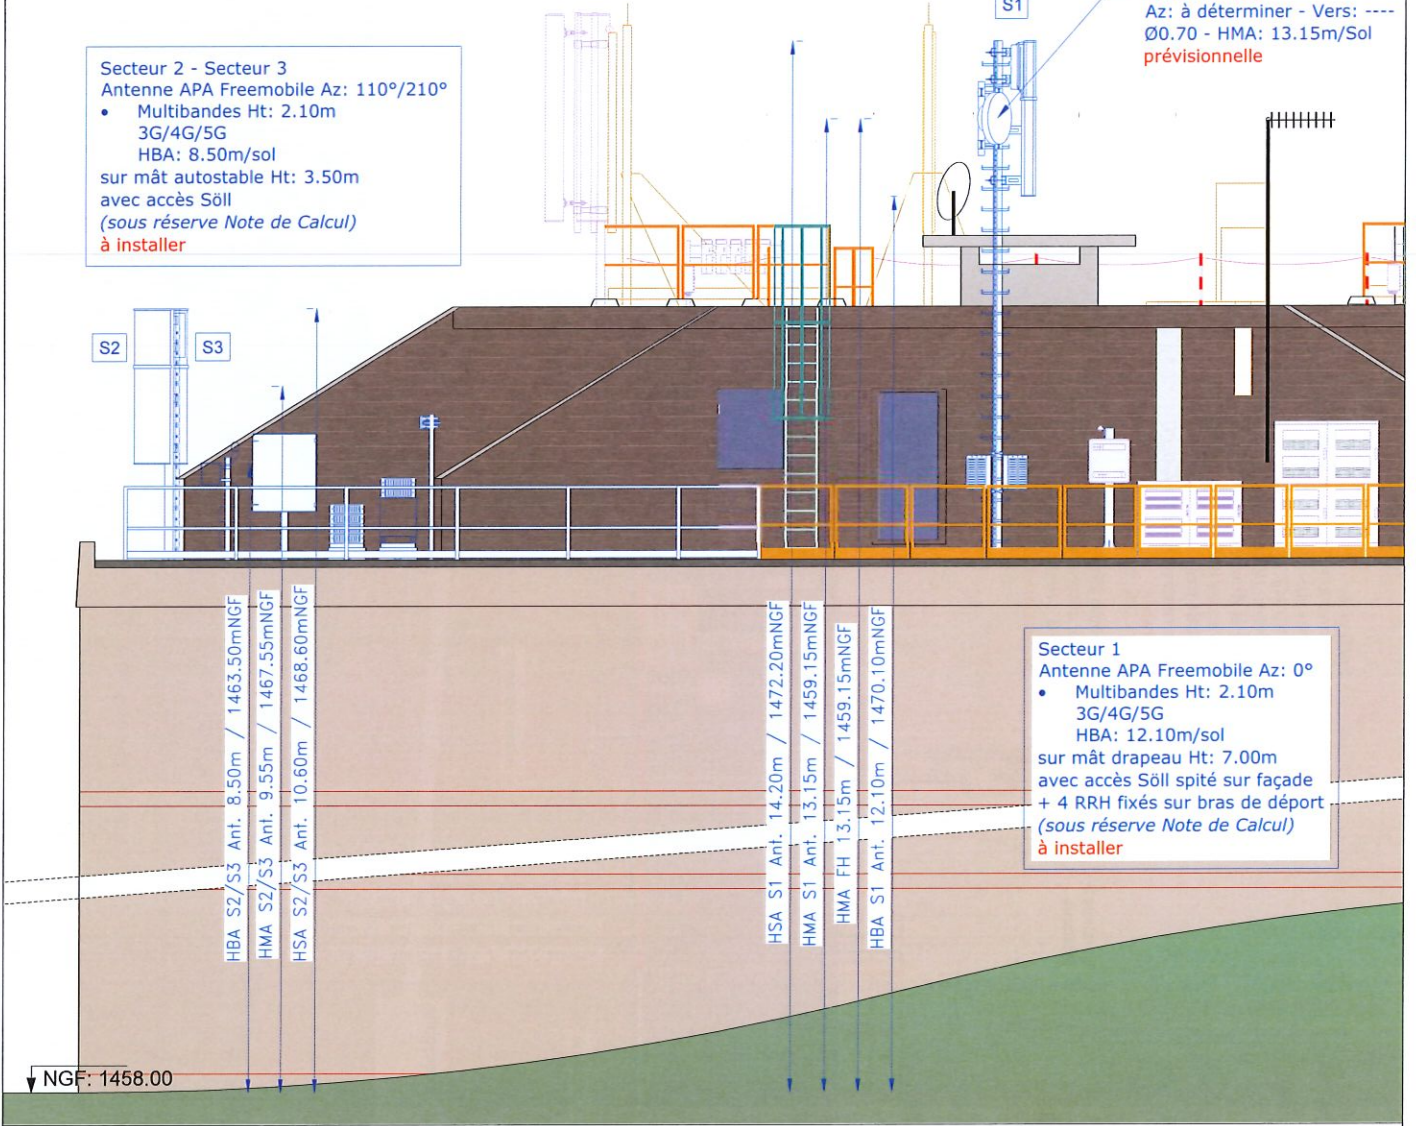 S1
Az: à déterminer - Vers: ----
Ø0.70 - HMA: 13.15m/Sol
prévisionnelle
Secteur 2 - Secteur 3
Antenne APA Freemobile Az: 110°/210°
• Multibandes Ht: 2.10m
3G/4G/5G
HBA: 8.50m/sol
sur mât autostable Ht: 3.50m
avec accès Söll
(sous réserve Note de Calcul)
à installer
S2
S3
HBA S2/S3 Ant. 8.50m / 1463.50mNGF
HMA S2/S3 Ant. 9.55m / 1467.55mNGF
HSA S2/S3 Ant. 10.60m / 1468.60mNGF
HSA S1 Ant. 14.20m / 1472.20mNGF
HMA S1 Ant. 13.15m / 1459.15mNGF
HMA FH 13.15m / 1459.15mNGF
HBA S1 Ant. 12.10m / 1470.10mNGF
Secteur 1
Antenne APA Freemobile Az: 0°
• Multibandes Ht: 2.10m
3G/4G/5G
HBA: 12.10m/sol
sur mât drapeau Ht: 7.00m
avec accès Söll spité sur façade
+ 4 RRH fixés sur bras de déport
(sous réserve Note de Calcul)
à installer
NGF: 1458.00